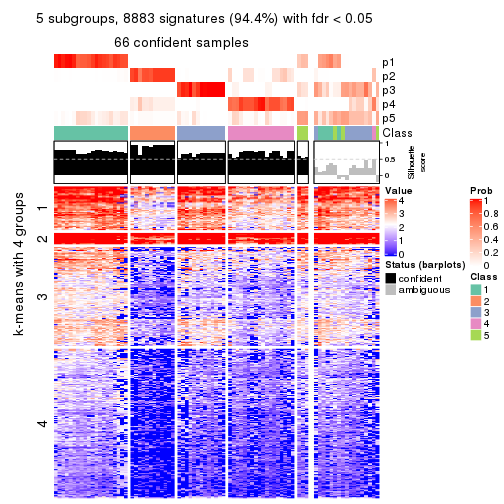 5 subgroups, 8883 signatures (94.4%) with fdr < 0.05
66 confident samples
p1
p2
p3
p4
p5
Class
1
0.5
0
Silhouette
score
k-means with 4 groups
1
2
3
4
Value
4
3
2
1
0
Status (barplots)
confident
ambiguous
Prob
1
0.8
0.6
0.4
0.2
0
Class
1
2
3
4
5